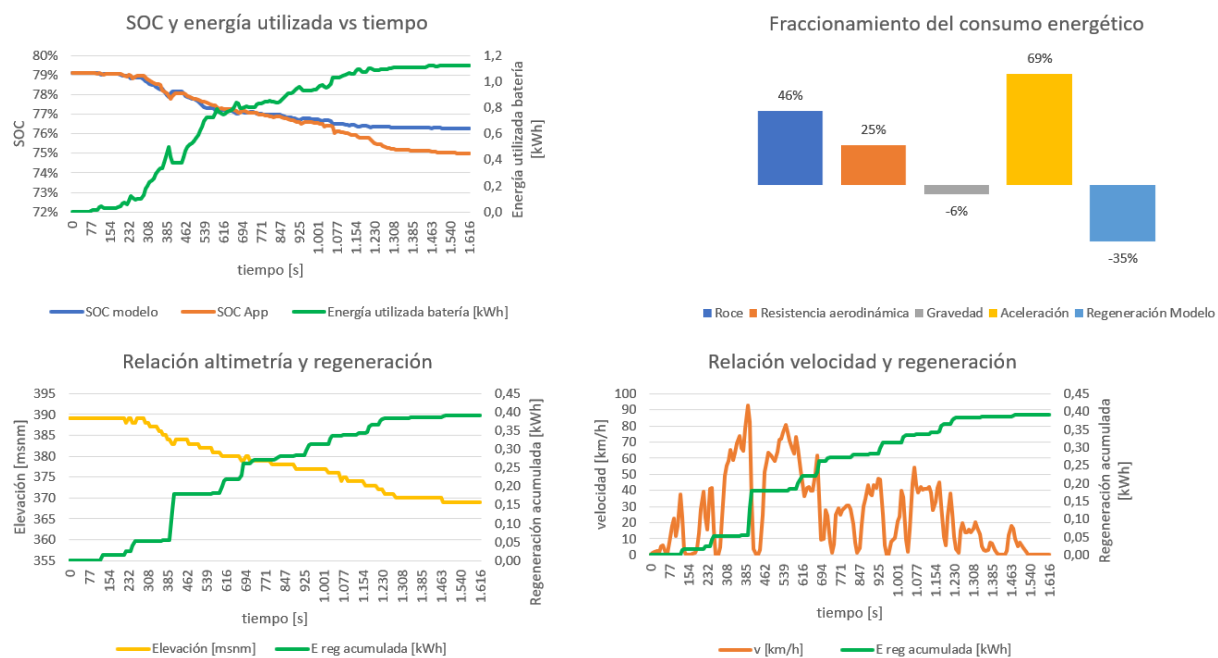 SOC y energía utilizada vs tiempo
80%
79%
78%
77%
76%
75%
74%
73%
72%
SOC
1,2
1,0
0,8
0,6
0,4
0,2
0,0
Energía utilizada batería
[kWh]
0 77 154 232 308 385 462 539 616 694 771 847 925 1.001 1.077 1.154 1.230 1.308 1.385 1.463 1.540 1.616
tiempo [s]
SOC modelo SOC App Energía utilizada batería [kWh]
Fraccionamiento del consumo energético
46%
25%
-6%
69%
-35%
Roce Resistencia aerodinámica Gravedad Aceleración Regeneración Modelo
Relación altimetría y regeneración
395
390
385
380
375
370
365
360
355
Elevación [msnm]
0,45
0,40
0,35
0,30
0,25
0,20
0,15
0,10
0,05
0,00
Regeneración acumulada [kWh]
0 77 154 232 308 385 462 539 616 694 771 847 925 1.001 1.077 1.154 1.230 1.308 1.385 1.463 1.540 1.616
tiempo [s]
Elevación [msnm] E reg acumulada [kWh]
Relación velocidad y regeneración
100
90
80
70
60
50
40
30
20
10
0
velocidad [km/h]
0,45
0,40
0,35
0,30
0,25
0,20
0,15
0,10
0,05
0,00
Regeneración acumulada
[kWh]
0 77 154 232 308 385 462 539 616 694 771 847 925 1.001 1.077 1.154 1.230 1.308 1.385 1.463 1.540 1.616
tiempo [s]
v [km/h] E reg acumulada [kWh]